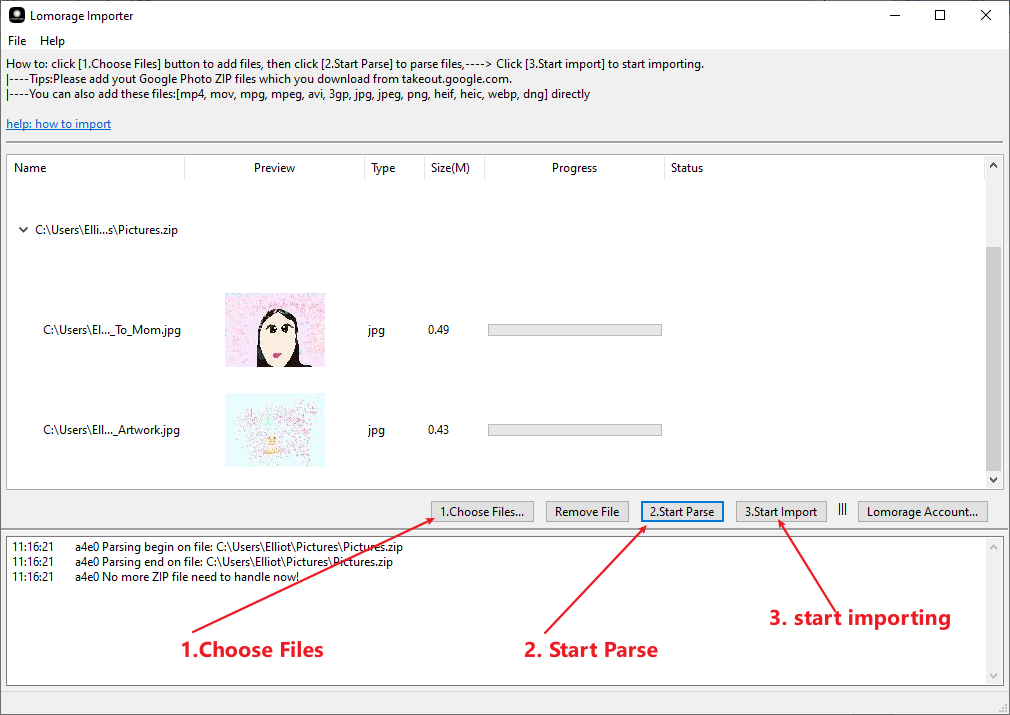 Lomorage Importer
File Help
How to: click [1.Choose Files] button to add files, then click [2.Start Parse] to parse files,----> Click [3.Start import] to start importing.
|----Tips:Please add yout Google Photo ZIP files which you download from takeout.google.com.
|----You can also add these files:[mp4, mov, mpg, mpeg, avi, 3gp, jpg, jpeg, png, heif, heic, webp, dng] directly
help: how to import
Name Preview Type Size(M) Progress Status
C:\Users\Elli...s\Pictures.zip
C:\Users\El..._To_Mom.jpg jpg 0.49
C:\Users\Ell..._Artwork.jpg jpg 0.43
1.Choose Files... Remove File 2.Start Parse 3.Start Import ||| Lomorage Account...
11:16:21 a4e0 Parsing begin on file: C:\Users\Elliot\Pictures\Pictures.zip
11:16:21 a4e0 Parsing end on file: C:\Users\Elliot\Pictures\Pictures.zip
11:16:21 a4e0 No more ZIP file need to handle now!
3. start importing
1.Choose Files 2. Start Parse